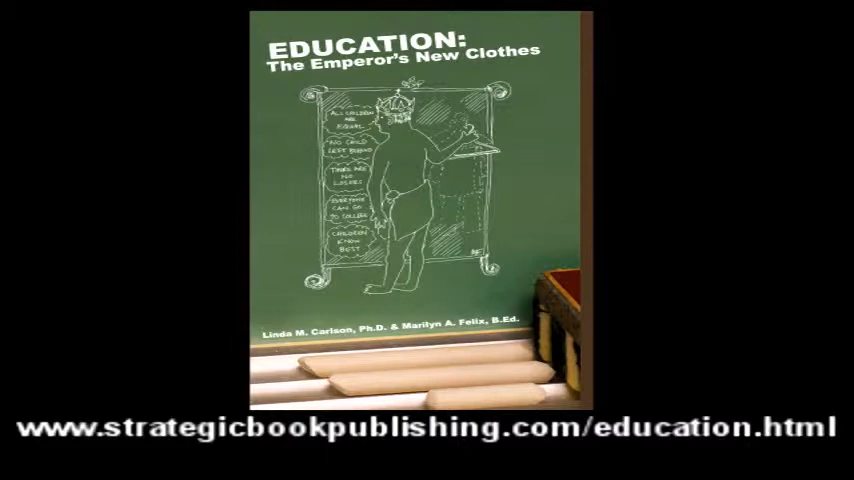 EDUCATION:
The Emperor's New Clothes
ALL CHILDREN
ARE
EQUAL
NO CHILD
LEFT BEHIND
THERE ARE
NO
LOSERS
EVERYONE
CAN GO
TO COLLEGE
CHILDREN
KNOW
BEST
Linda M. Carlson, Ph.D. & Marilyn A. Felix, B.Ed.
www.strategicbookpublishing.com/education.html